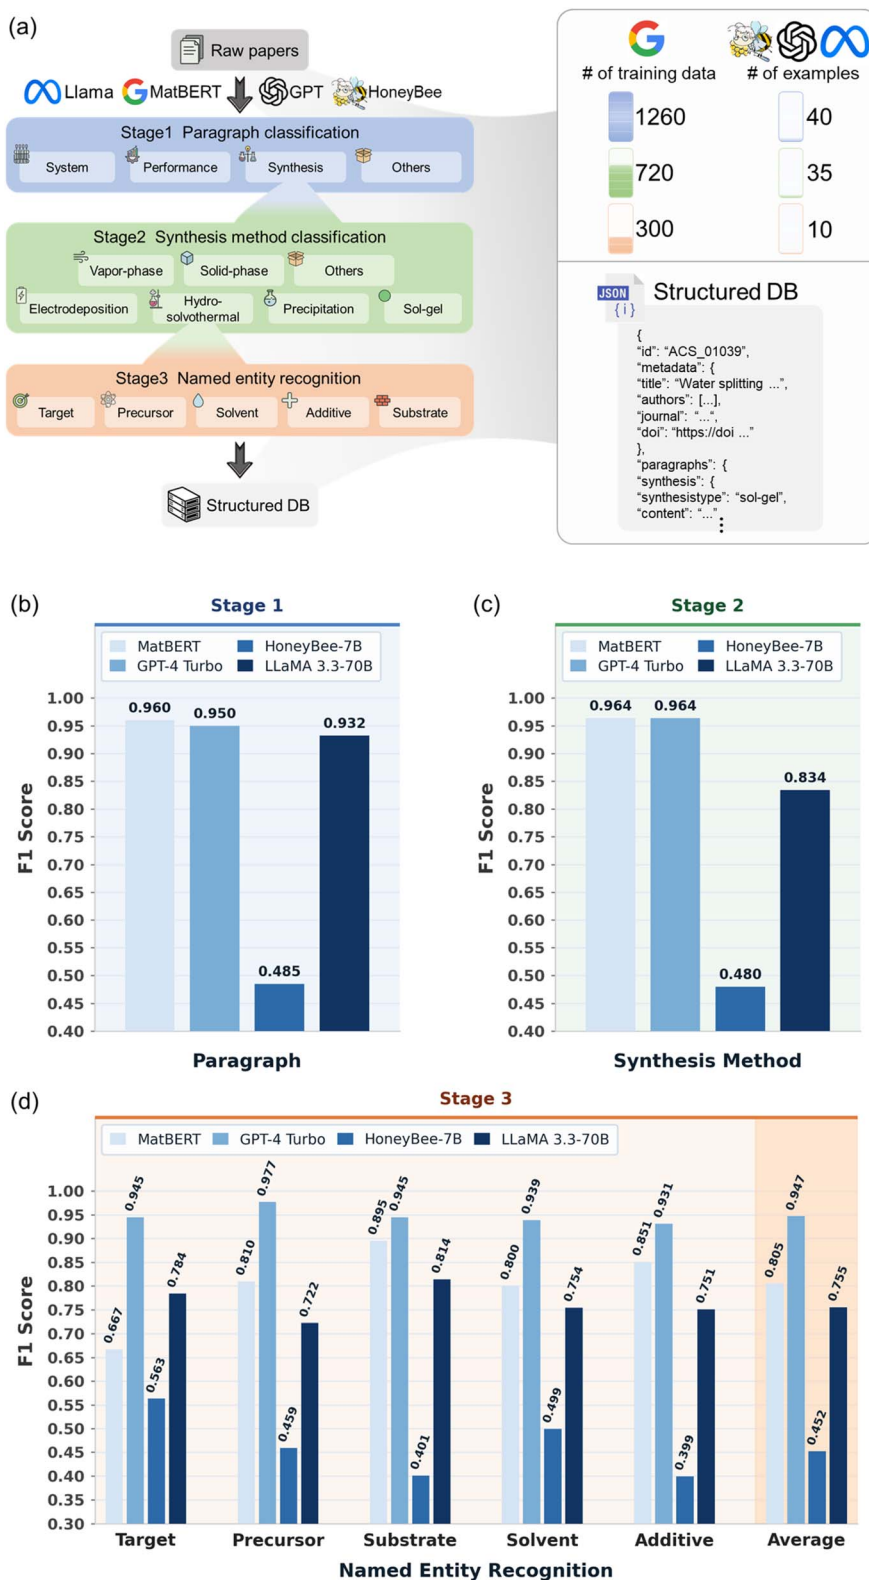 (a)
Raw papers
Llama MatBERT GPT HoneyBee
Stage1 Paragraph classification
System Performance Synthesis Others
Stage2 Synthesis method classification
Vapor-phase Solid-phase Others
Electrodeposition Hydro-solvothermal Precipitation Sol-gel
Stage3 Named entity recognition
Target Precursor Solvent Additive Substrate
Structured DB
# of training data # of examples
1260 40
720 35
300 10
JSON
{i}
Structured DB
{
“id”: “ACS_01039”,
“metadata”: {
“title”: “Water splitting ...”,
“authors”: [...],
“journal”: “...“,
“doi”: “https://doi ...”
},
“paragraphs”: {
“synthesis”: {
“synthesistype”: “sol-gel”,
“content”: “...”
(b)
Stage 1
MatBERT HoneyBee-7B
GPT-4 Turbo LLaMA 3.3-70B
F1 Score
1.00
0.95
0.90
0.85
0.80
0.75
0.70
0.65
0.60
0.55
0.50
0.45
0.40
0.960 0.950 0.485 0.932
Paragraph
(c)
Stage 2
MatBERT HoneyBee-7B
GPT-4 Turbo LLaMA 3.3-70B
F1 Score
1.00
0.95
0.90
0.85
0.80
0.75
0.70
0.65
0.60
0.55
0.50
0.45
0.40
0.964 0.964 0.480 0.834
Synthesis Method
(d)
Stage 3
MatBERT GPT-4 Turbo HoneyBee-7B LLaMA 3.3-70B
F1 Score
1.00
0.95
0.90
0.85
0.80
0.75
0.70
0.65
0.60
0.55
0.50
0.45
0.40
0.35
0.30
0.667 0.945 0.563 0.784
0.810 0.977 0.459 0.722
0.895 0.945 0.401 0.814
0.800 0.939 0.499 0.754
0.851 0.931 0.399 0.751
0.805 0.947 0.452 0.755
Target Precursor Substrate Solvent Additive Average
Named Entity Recognition